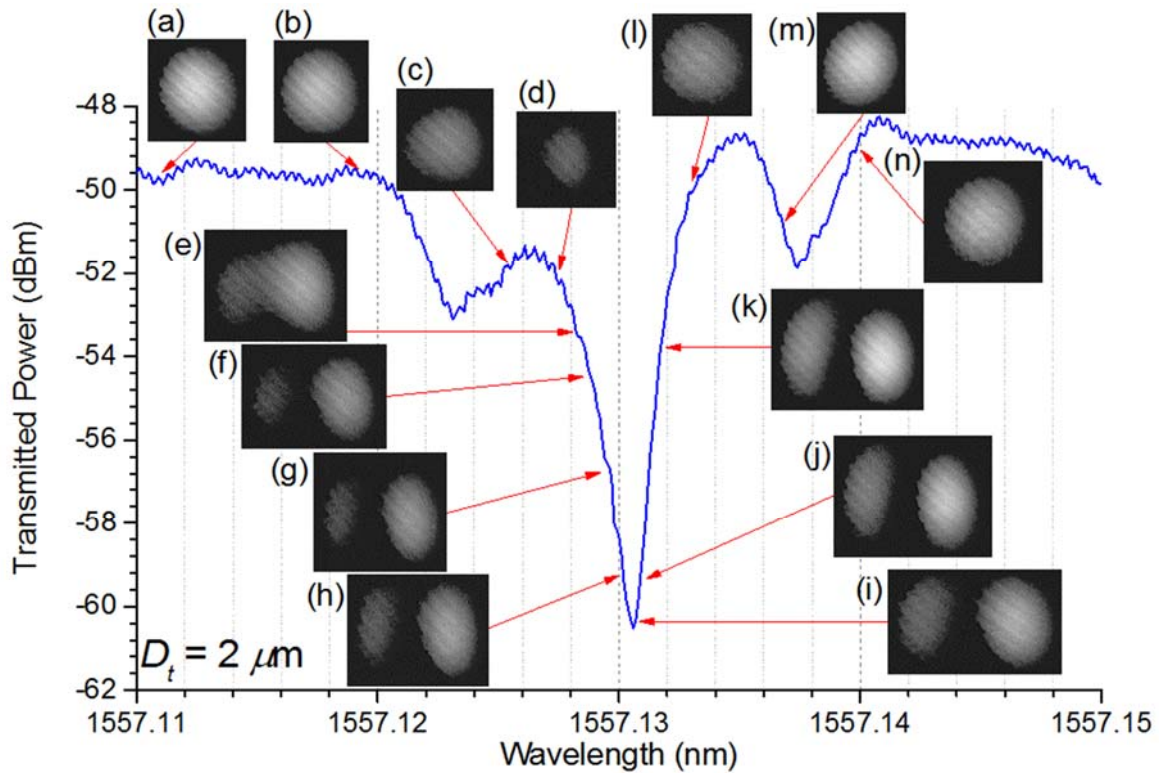 (a)
(b)
(c)
(d)
(l)
(m)
(n)
(e)
(f)
(g)
(h)
(k)
(j)
(i)
-48
-50
-52
-54
-56
-58
-60
-62
Transmitted Power (dBm)
D_t = 2 μm
1557.11
1557.12
1557.13
1557.14
1557.15
Wavelength (nm)